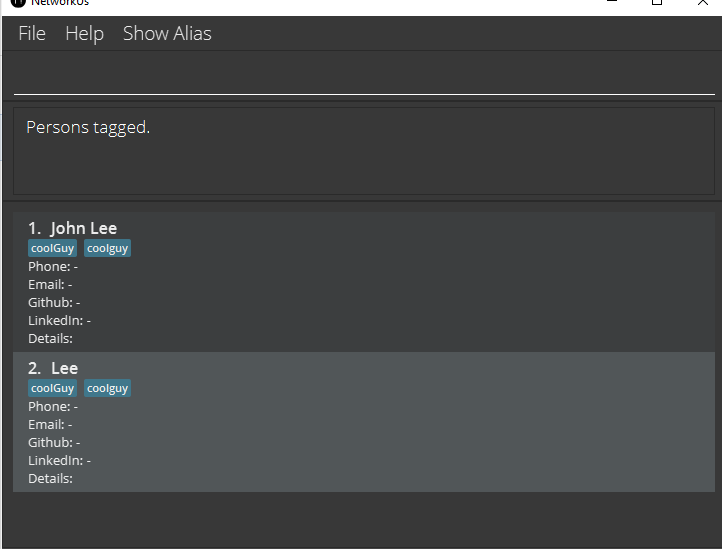 NetworkUs
File Help Show Alias
Persons tagged.
1. John Lee
coolGuy coolguy
Phone: -
Email: -
Github: -
LinkedIn: -
Details:
2. Lee
coolGuy coolguy
Phone: -
Email: -
Github: -
LinkedIn: -
Details: